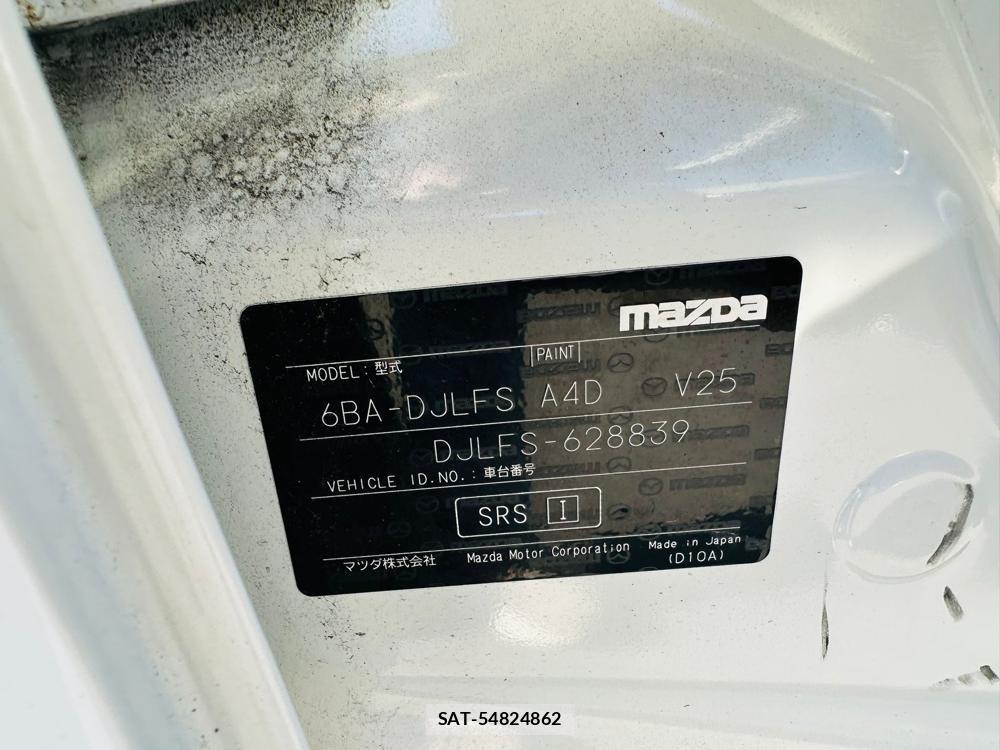 mazda
PAINT
MODEL : 型式
6BA-DJLFS A4D V25
DJLFS-628839
VEHICLE ID.NO. : 車台番号
SRS I
マツダ株式会社 Mazda Motor Corporation Made in Japan
(D10A)
SAT-54824862